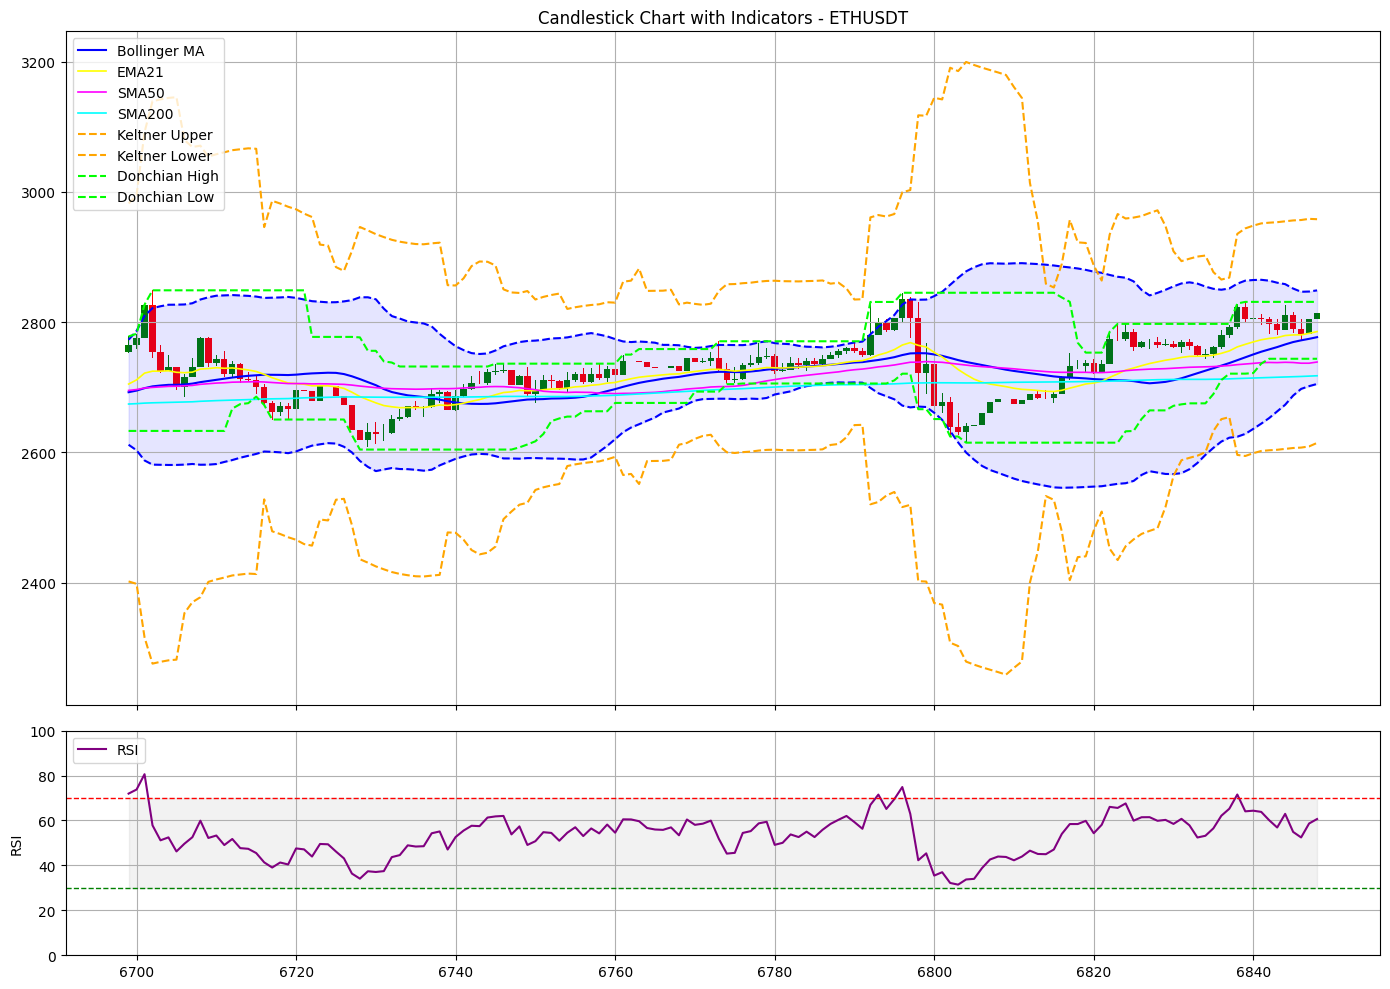 Candlestick Chart with Indicators - ETHUSDT
Bollinger MA
EMA21
SMA50
SMA200
Keltner Upper
Keltner Lower
Donchian High
Donchian Low
3200
3000
2800
2600
2400
RSI
100
80
60
40
20
0
RSI
6700 6720 6740 6760 6780 6800 6820 6840